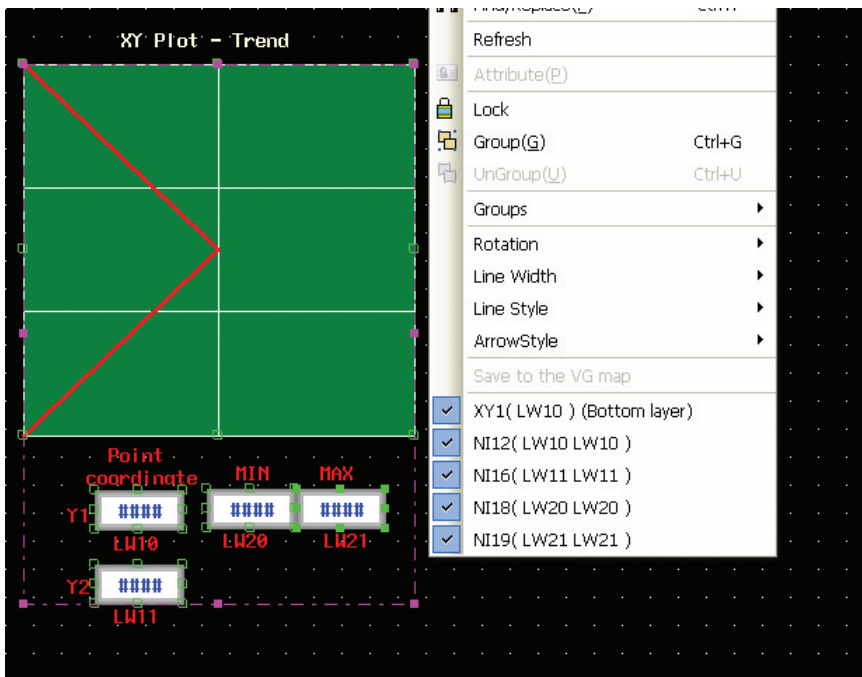 XY Plot - Trend
Point
coordinate
MIN
MAX
Y1
####
####
####
LW10
LW20
LW21
Y2
####
LW11
Refresh
Attribute(P)
Lock
Group(G) Ctrl+G
UnGroup(U) Ctrl+U
Groups
Rotation
Line Width
Line Style
ArrowStyle
Save to the VG map
XY1( LW10 ) (Bottom layer)
NI12( LW10 LW10 )
NI16( LW11 LW11 )
NI18( LW20 LW20 )
NI19( LW21 LW21 )